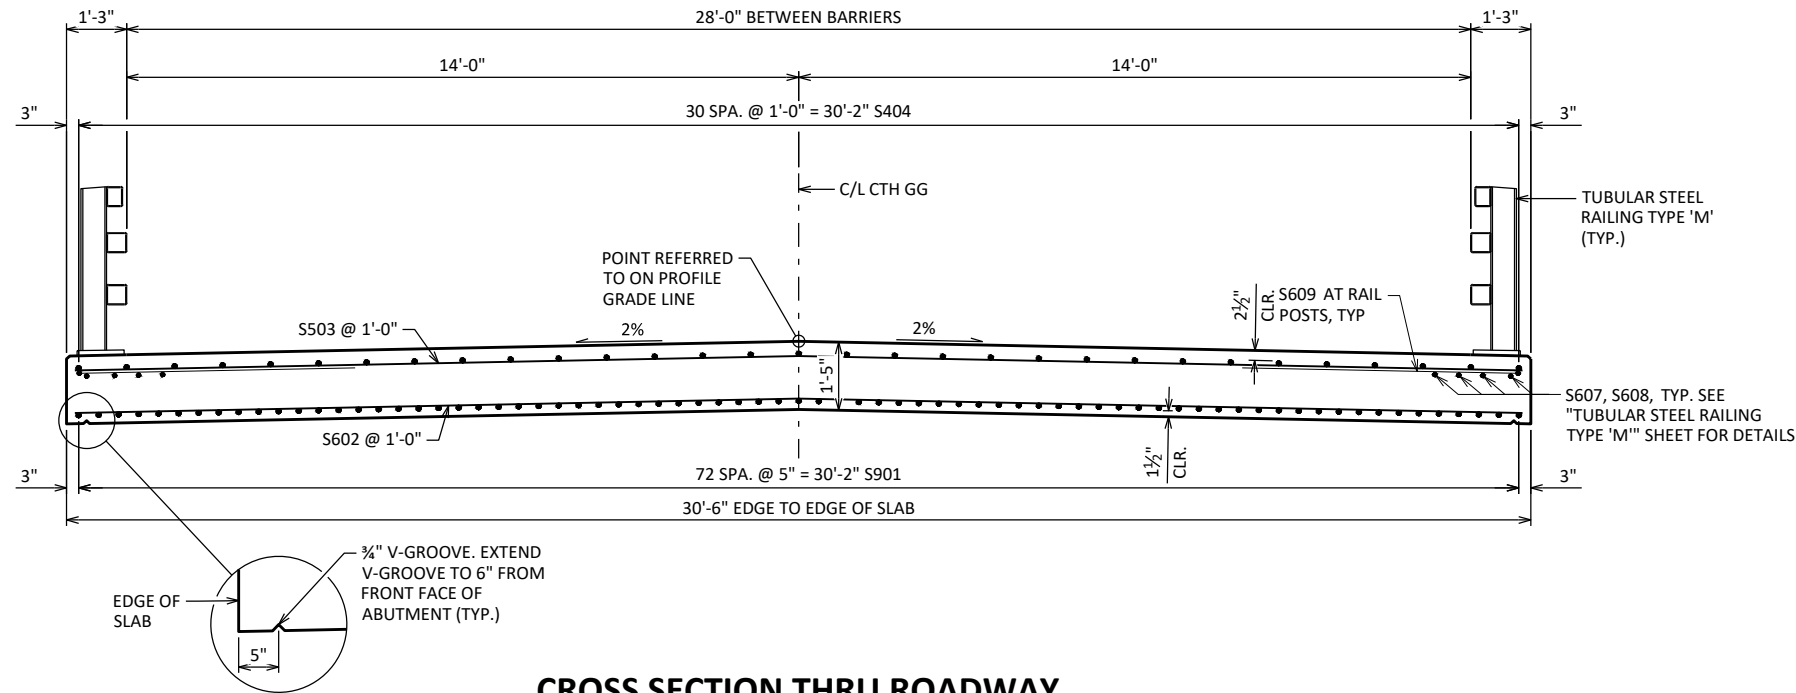 1'-3"
28'-0" BETWEEN BARRIERS
1'-3"
14'-0"
14'-0"
3"
30 SPA. @ 1'-0" = 30'-2" S404
3"
C/L CTH GG
TUBULAR STEEL
RAILING TYPE 'M'
(TYP.)
POINT REFERRED
TO ON PROFILE
GRADE LINE
2½"
CLR.
S609 AT RAIL
POSTS, TYP
S503 @ 1'-0"
2%
2%
1'-5"
S607, S608, TYP. SEE
"TUBULAR STEEL RAILING
TYPE 'M'" SHEET FOR DETAILS
S602 @ 1'-0"
1½"
CLR.
3"
72 SPA. @ 5" = 30'-2" S901
3"
30'-6" EDGE TO EDGE OF SLAB
¾" V-GROOVE. EXTEND
V-GROOVE TO 6" FROM
FRONT FACE OF
ABUTMENT (TYP.)
EDGE OF
SLAB
5"
CROSS SECTION THRU ROADWAY